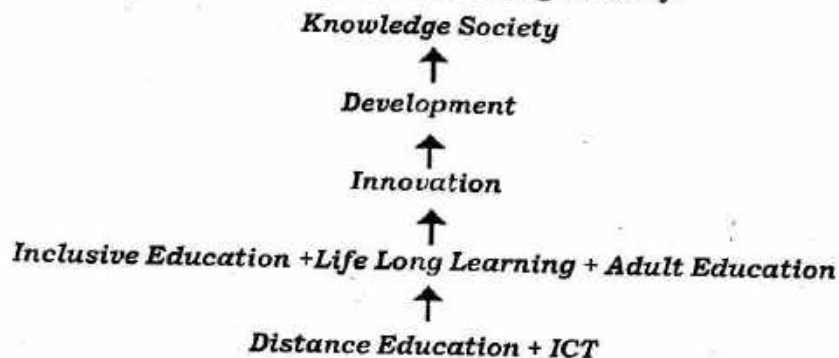 Knowledge Society
Development
Innovation
Inclusive Education +Life Long Learning + Adult Education
Distance Education + ICT